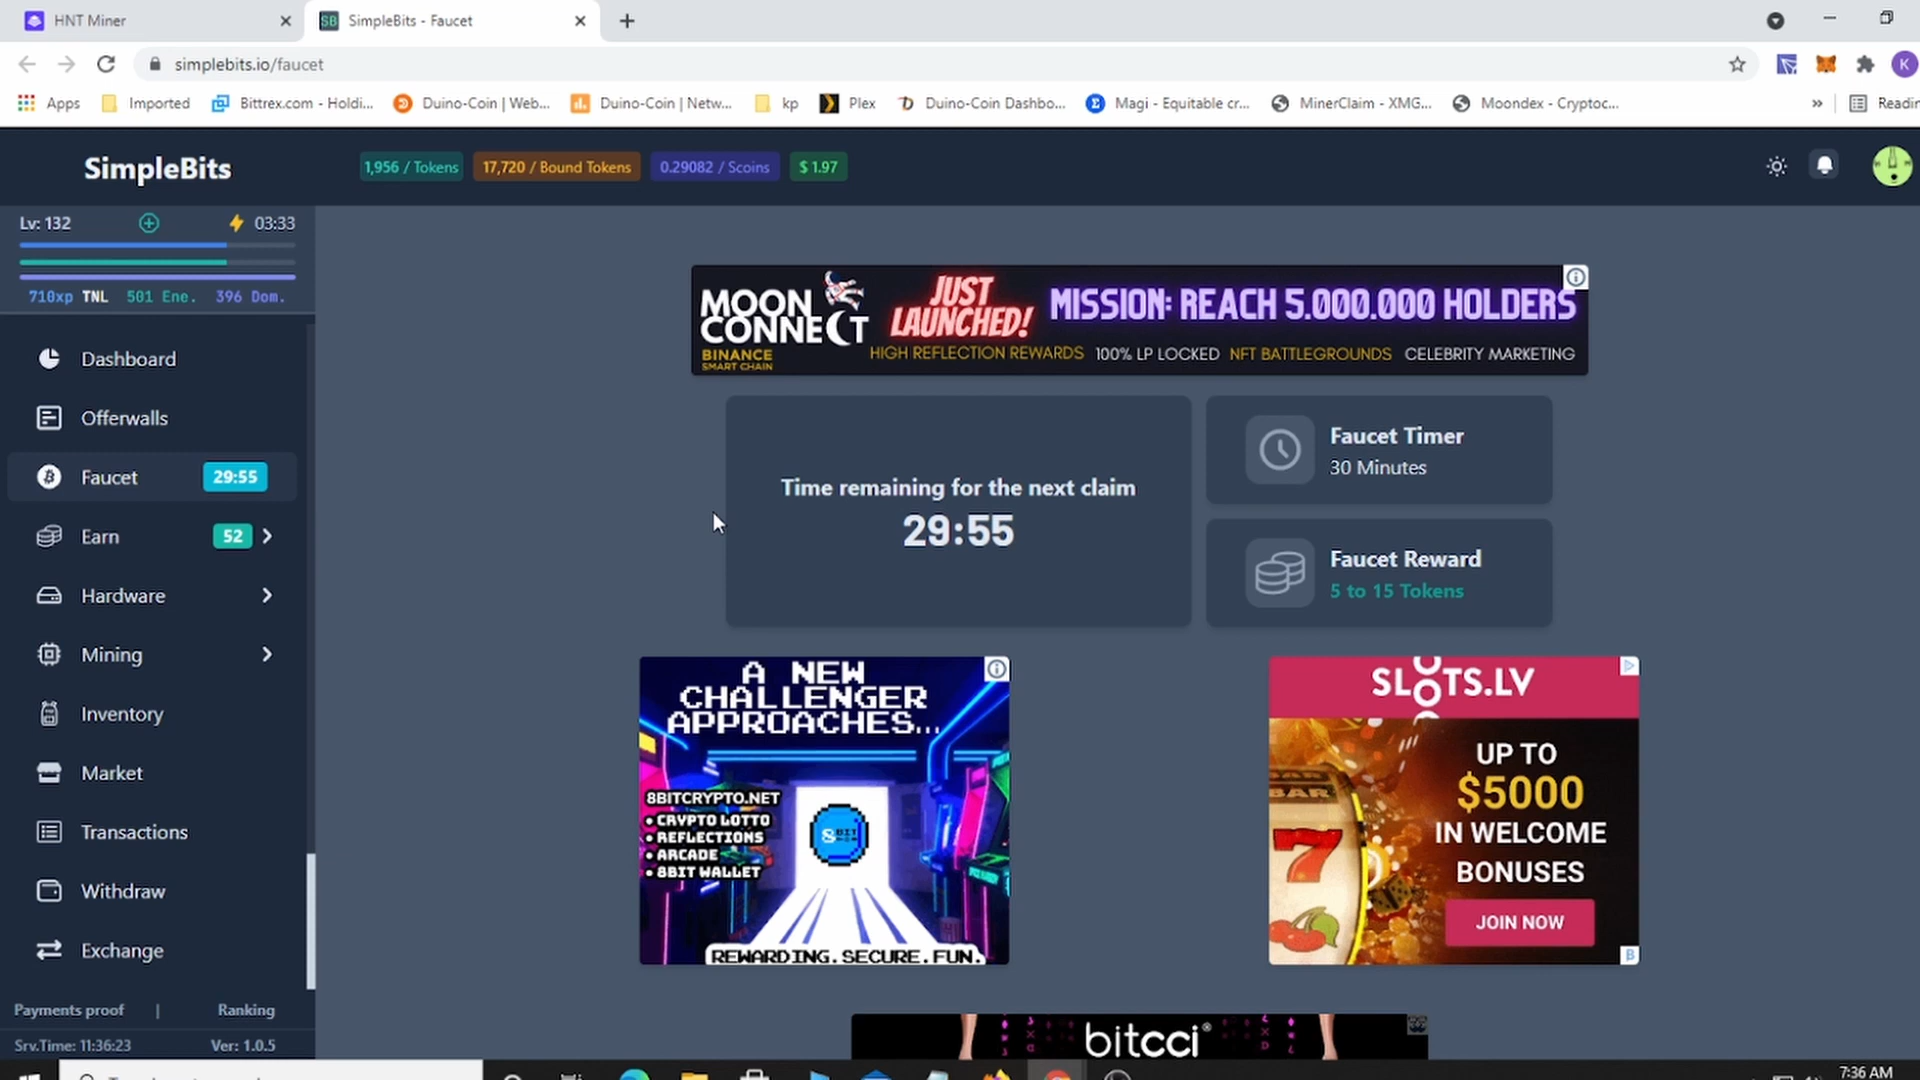 HNT Miner
SB SimpleBits - Faucet
simplebits.io/faucet
K
Apps
Imported
Bittrex.com - Holdi...
Duino-Coin | Web...
Duino-Coin | Netw...
kp
Plex
Duino-Coin Dashbo...
Magi - Equitable cr...
MinerClaim - XMG...
Moondex - Cryptoc...
»
Readin
SimpleBits
1,956 / Tokens
17,720 / Bound Tokens
0.29082 / Scoins
$ 1.97
Lv: 132
03:33
710xp TNL 501 Ene. 396 Dom.
Dashboard
Offerwalls
Faucet 29:55
Earn 52
Hardware
Mining
Inventory
Market
Transactions
Withdraw
Exchange
Payments proof | Ranking
Srv.Time: 11:36:23 Ver: 1.0.5
MOON CONNECT
BINANCE
SMART CHAIN
JUST LAUNCHED!
MISSION: REACH 5.000.000 HOLDERS
HIGH REFLECTION REWARDS 100% LP LOCKED NFT BATTLEGROUNDS CELEBRITY MARKETING
Time remaining for the next claim
29:55
Faucet Timer
30 Minutes
Faucet Reward
5 to 15 Tokens
A NEW
CHALLENGER
APPROACHES...
8BITCRYPTO.NET
• CRYPTO LOTTO
• REFLECTIONS
• ARCADE
• 8BIT WALLET
8BIT
REWARDING. SECURE. FUN.
SLOTS.LV
BAR
BAR
7
UP TO
$5000
IN WELCOME
BONUSES
JOIN NOW
B
bitcci®
7:36 AM